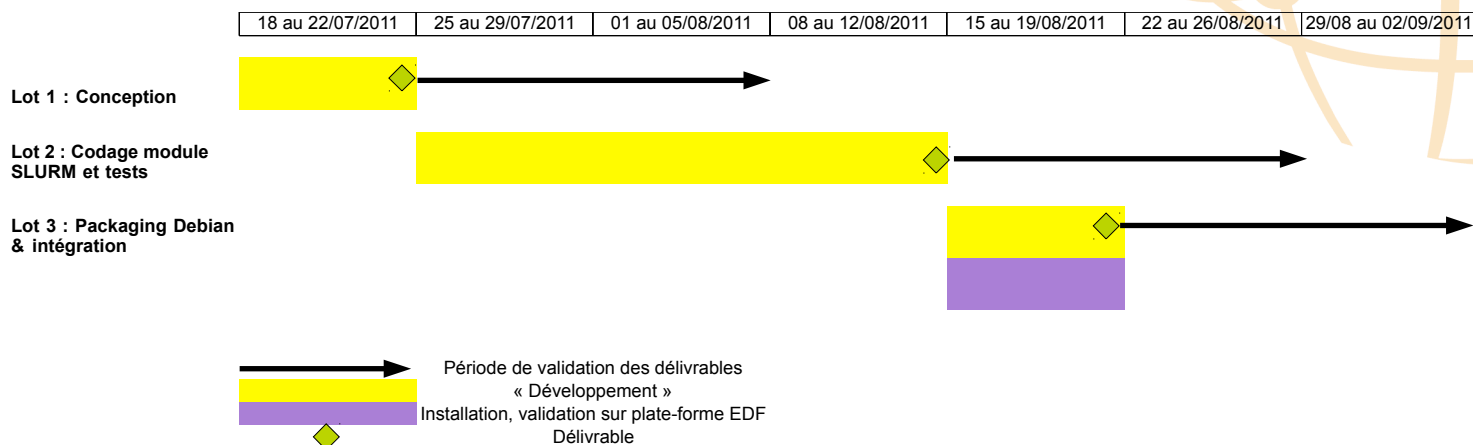 18 au 22/07/2011 25 au 29/07/2011 01 au 05/08/2011 08 au 12/08/2011 15 au 19/08/2011 22 au 26/08/2011 29/08 au 02/09/2011
Lot 1 : Conception
Lot 2 : Codage module
SLURM et tests
Lot 3 : Packaging Debian
& intégration
Période de validation des délivrables
« Développement »
Installation, validation sur plate-forme EDF
Délivrable